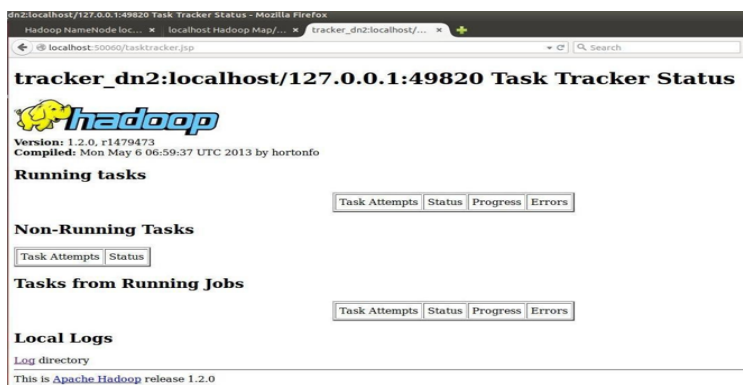 dn2:localhost/127.0.0.1:49820 Task Tracker Status - Mozilla Firefox
Hadoop NameNode loc... × localhost Hadoop Map/... × tracker_dn2:localhost/... ×
localhost:50060/tasktracker.jsp Search
tracker_dn2:localhost/127.0.0.1:49820 Task Tracker Status
hadoop
Version: 1.2.0, r1479473
Compiled: Mon May 6 06:59:37 UTC 2013 by hortonfo
Running tasks
Task Attempts Status Progress Errors
Non-Running Tasks
Task Attempts Status
Tasks from Running Jobs
Task Attempts Status Progress Errors
Local Logs
Log directory
This is Apache Hadoop release 1.2.0